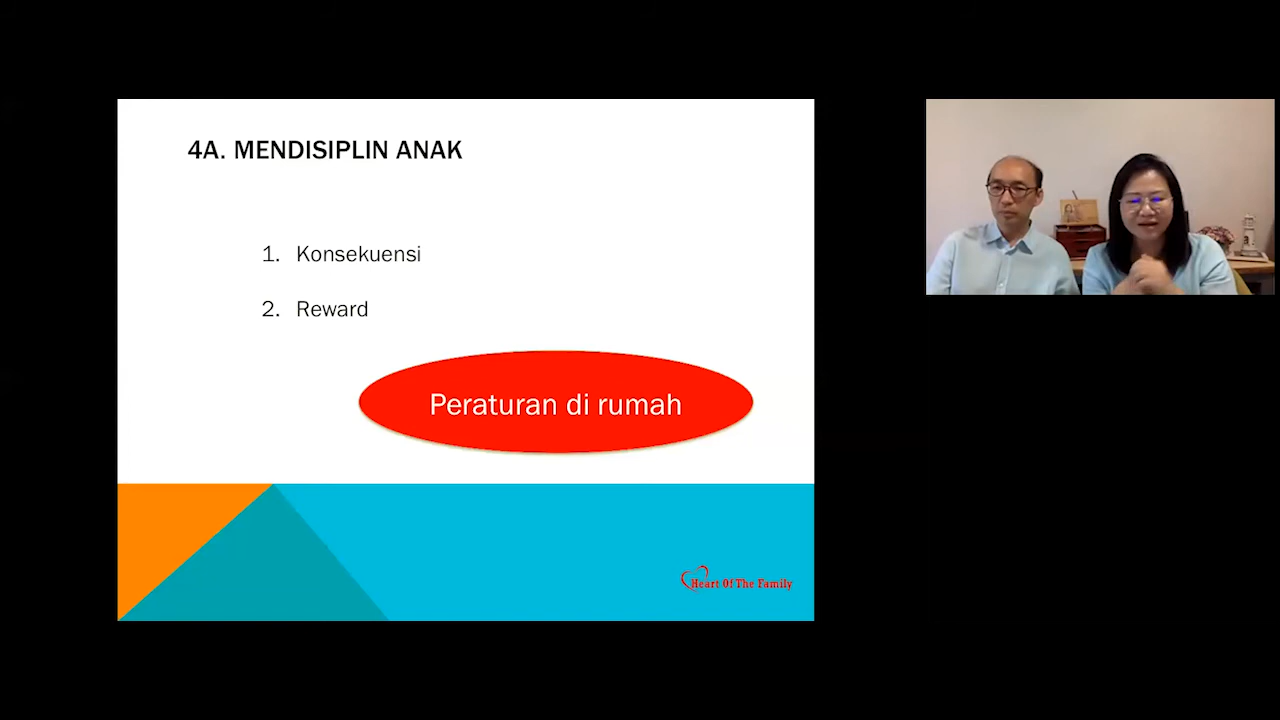 4A. MENDISIPLIN ANAK
1. Konsekuensi
2. Reward
Peraturan di rumah
Heart Of The Family